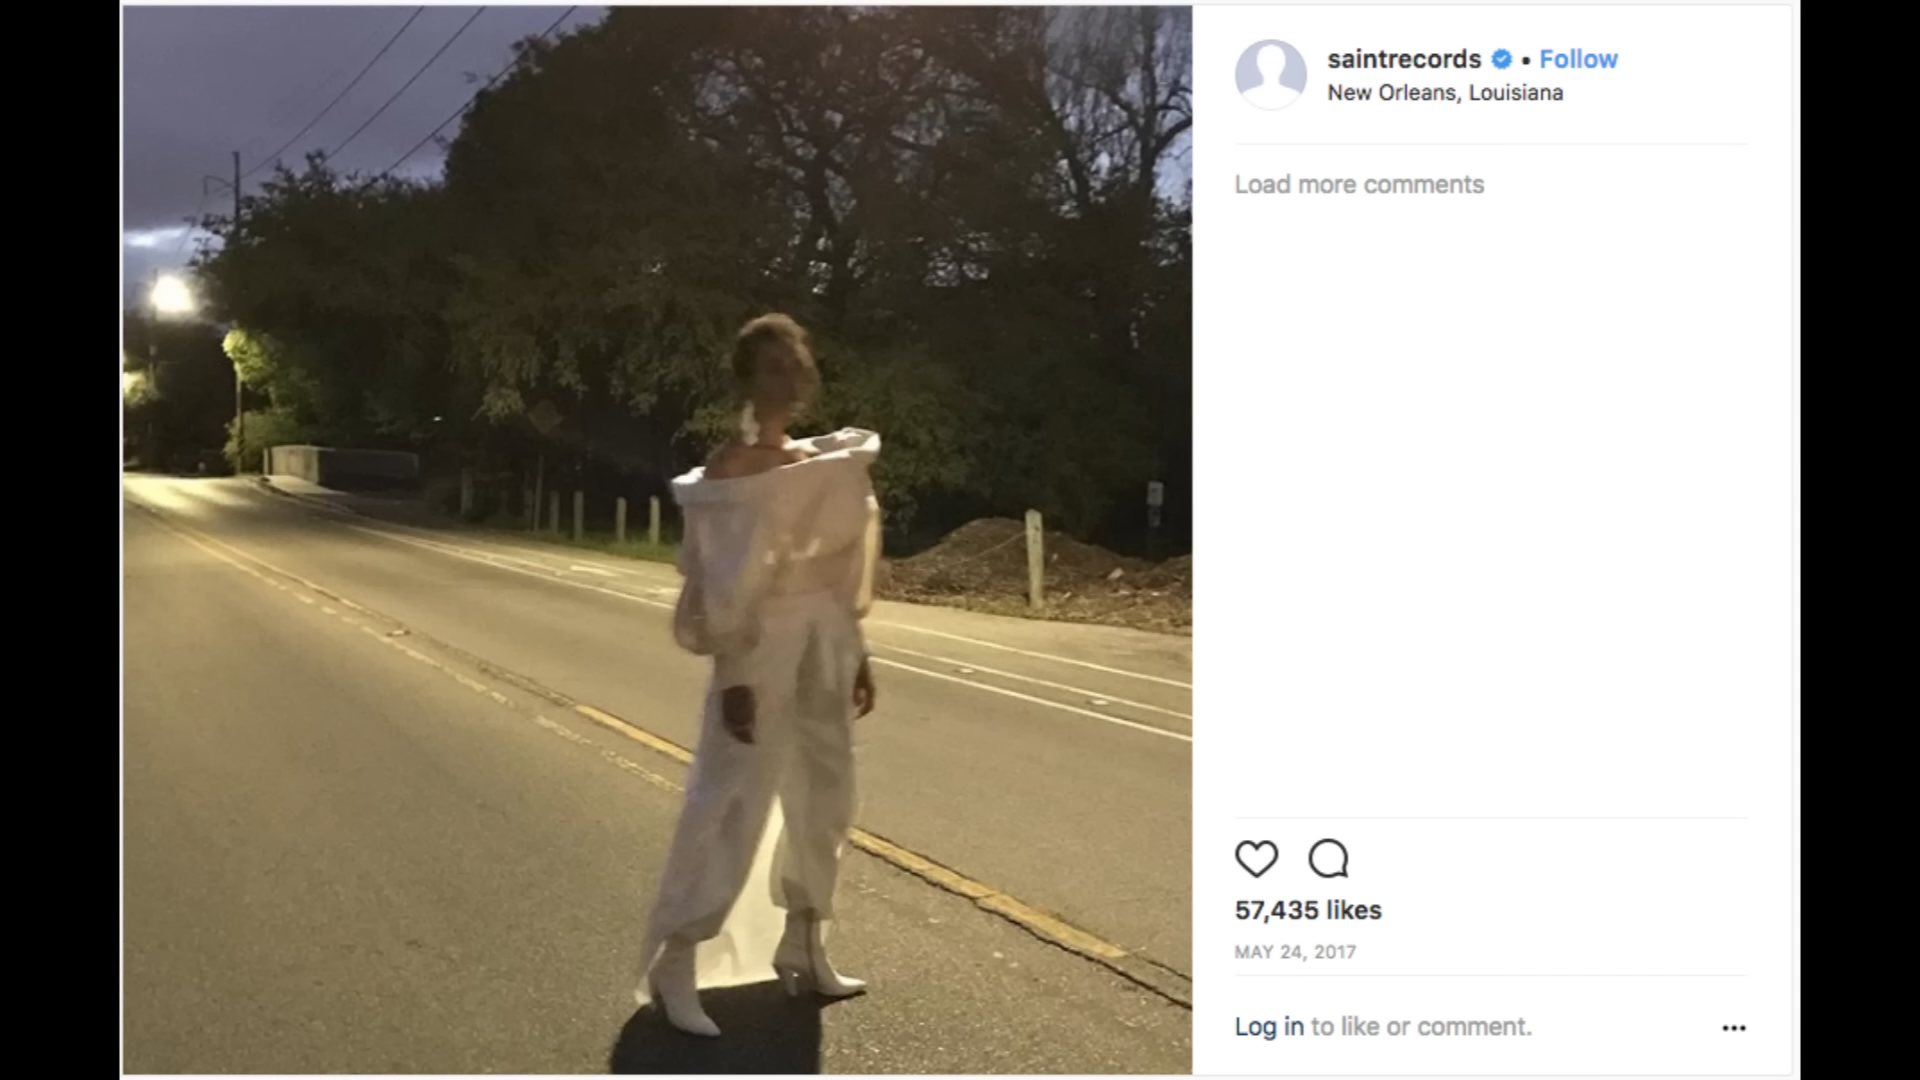 saintrecords • Follow
New Orleans, Louisiana
Load more comments
57,435 likes
MAY 24, 2017
Log in to like or comment.